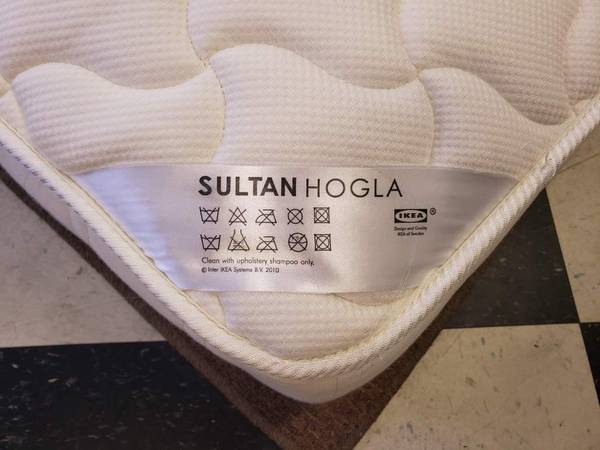 SULTAN HOGLA
IKEA®
Design and Quality
IKEA of Sweden
Clean with upholstery shampoo only.
© Inter IKEA Systems B.V. 2010